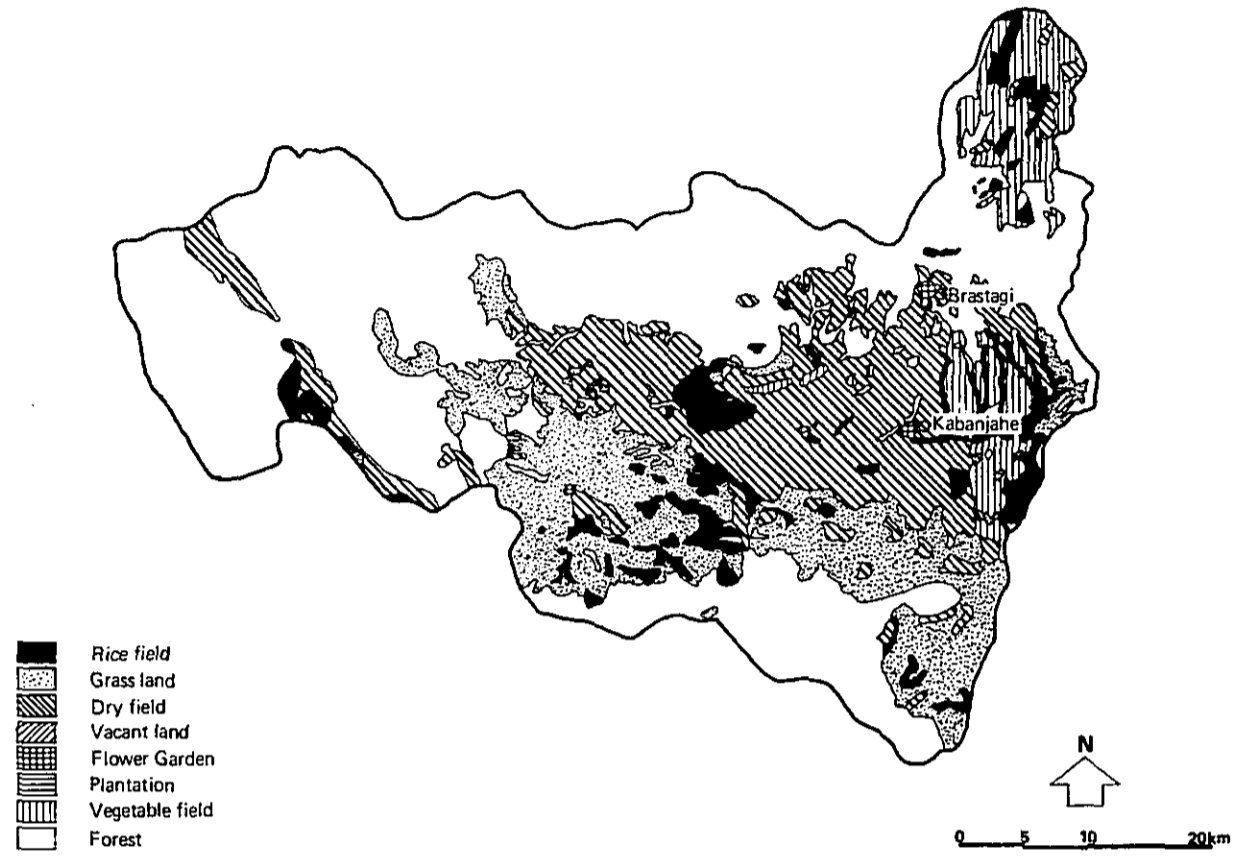 Brastagi
Kabanjahe
Rice field
Grass land
Dry field
Vacant land
Flower Garden
Plantation
Vegetable field
Forest
N
0 5 10 20km